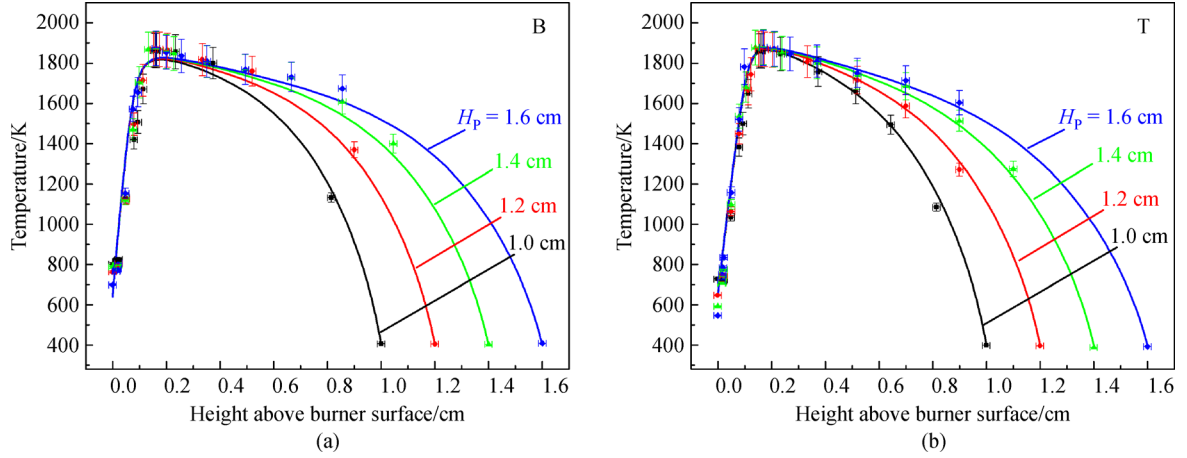 2000
1800
1600
1400
1200
1000
800
600
400
Temperature/K
B
H_P = 1.6 cm
1.4 cm
1.2 cm
1.0 cm
0.0 0.2 0.4 0.6 0.8 1.0 1.2 1.4 1.6
Height above burner surface/cm
(a)
2000
1800
1600
1400
1200
1000
800
600
400
Temperature/K
T
H_P = 1.6 cm
1.4 cm
1.2 cm
1.0 cm
0.0 0.2 0.4 0.6 0.8 1.0 1.2 1.4 1.6
Height above burner surface/cm
(b)